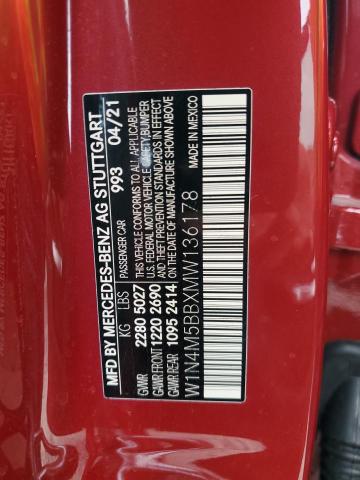 MFD BY MERCEDES-BENZ AG STUTTGART
993 04/21
KG LBS PASSENGER CAR
GVWR 2280 5027 THIS VEHICLE CONFORMS TO ALL APPLICABLE
U.S. FEDERAL MOTOR VEHICLE SAFETY, BUMPER
GAWR FRONT 1220 2690 AND THEFT PREVENTION STANDARDS IN EFFECT
GAWR REAR 1095 2414 ON THE DATE OF MANUFACTURE SHOWN ABOVE
MADE IN MEXICO
W1N4M5BBXMW136178